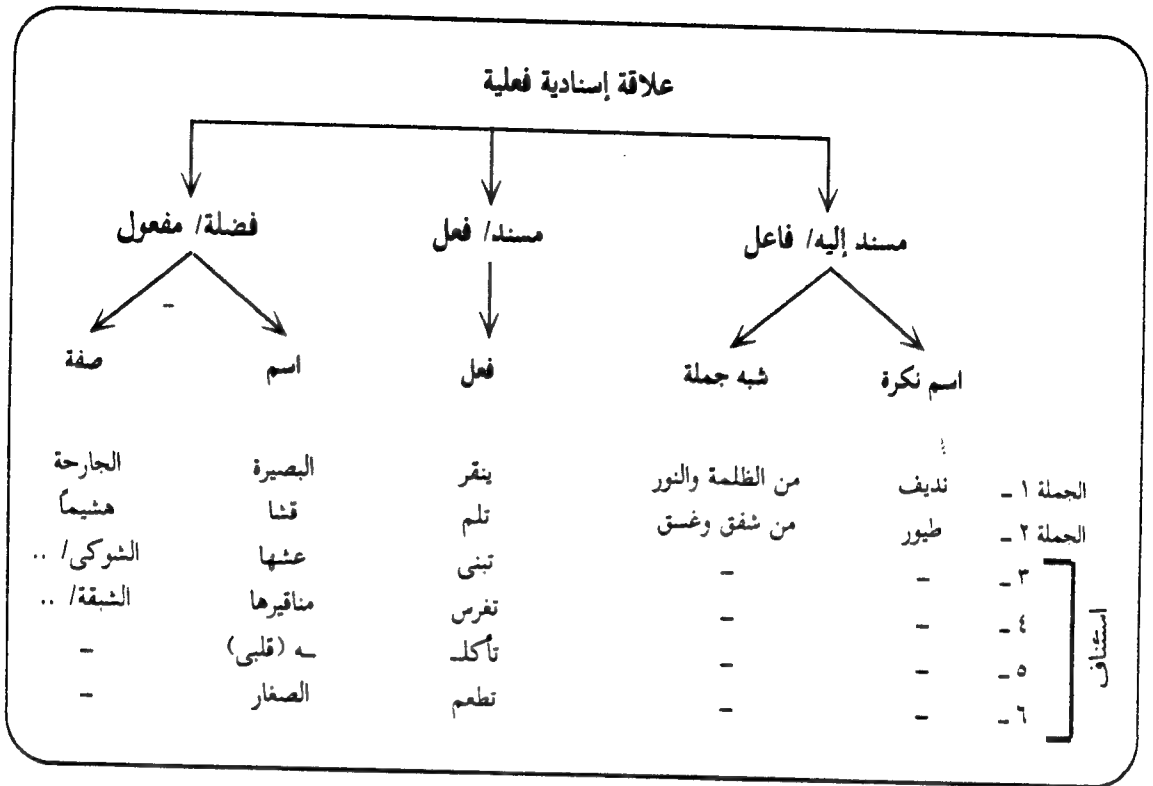 علاقة إسنادية فعلية
مسند إليه/ فاعل مسند/ فعل فضلة/ مفعول
اسم نكرة شبه جملة فعل اسم صفة
الجملة ١ ـ نديف من الظلمة والنور ينقر البصيرة الجارحة
الجملة ٢ ـ طيور من شفق وغسق تلم قشا هشيماً
٣ ـ – – تبنى عشها الشوكى/ ..
٤ ـ – – تغرس مناقيرها الشبقة/ ..
٥ ـ – – تأكلـ ـه (قلبى) –
٦ ـ – – تطعم الصغار –
استئناف